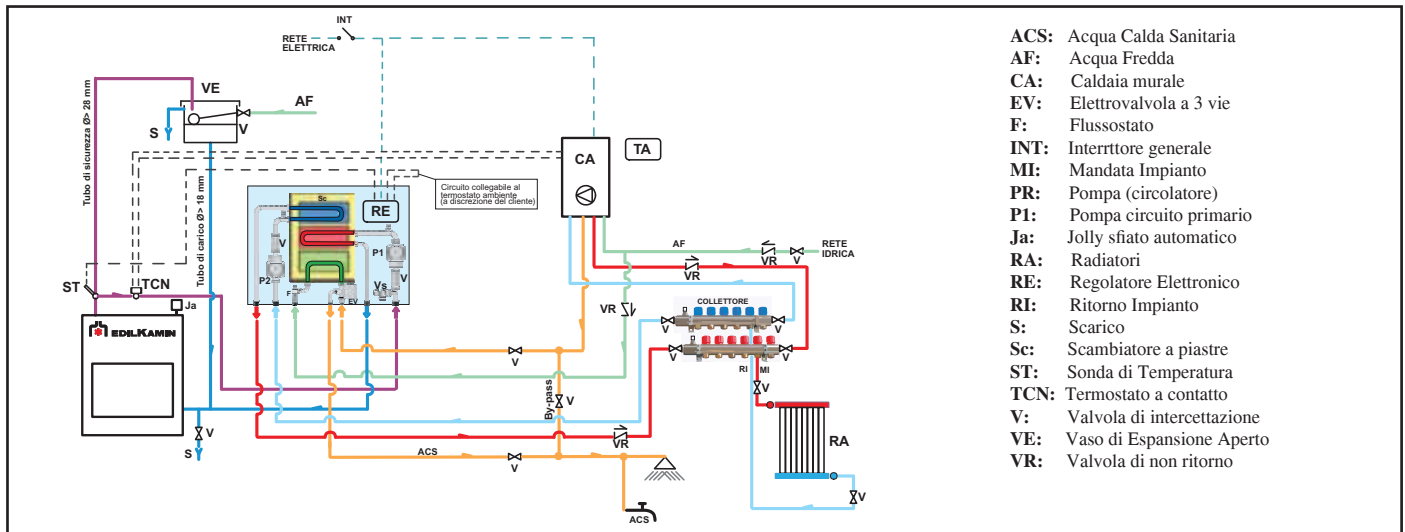 INT
RETE
ELETTRICA
VE
AF
S
V
Tubo di sicurezza Ø> 28 mm
Tubo di carico Ø> 18 mm
CA
TA
Circuito collegabile al
termostato ambiente
(a discrezione del cliente)
Sc
RE
V
P1
P2
V
Vs
F
EV
ST
TCN
Ja
EDILKAMIN
AF
VR
V
RETE
IDRICA
VR
VR
COLLETTORE
V
V
V
V
RI
MI
V
V
By-pass
V
VR
RA
V
S
ACS
V
V
ACS
ACS: Acqua Calda Sanitaria
AF: Acqua Fredda
CA: Caldaia murale
EV: Elettrovalvola a 3 vie
F: Flussostato
INT: Interrttore generale
MI: Mandata Impianto
PR: Pompa (circolatore)
P1: Pompa circuito primario
Ja: Jolly sfiato automatico
RA: Radiatori
RE: Regolatore Elettronico
RI: Ritorno Impianto
S: Scarico
Sc: Scambiatore a piastre
ST: Sonda di Temperatura
TCN: Termostato a contatto
V: Valvola di intercettazione
VE: Vaso di Espansione Aperto
VR: Valvola di non ritorno